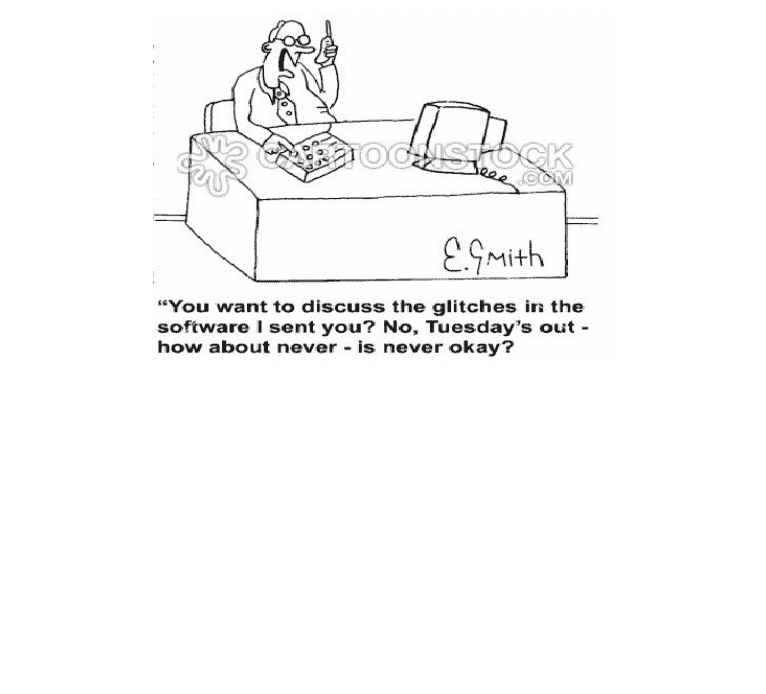 CARTOONSTOCK
.COM
E. Smith
"You want to discuss the glitches in the
software I sent you? No, Tuesday's out -
how about never - is never okay?